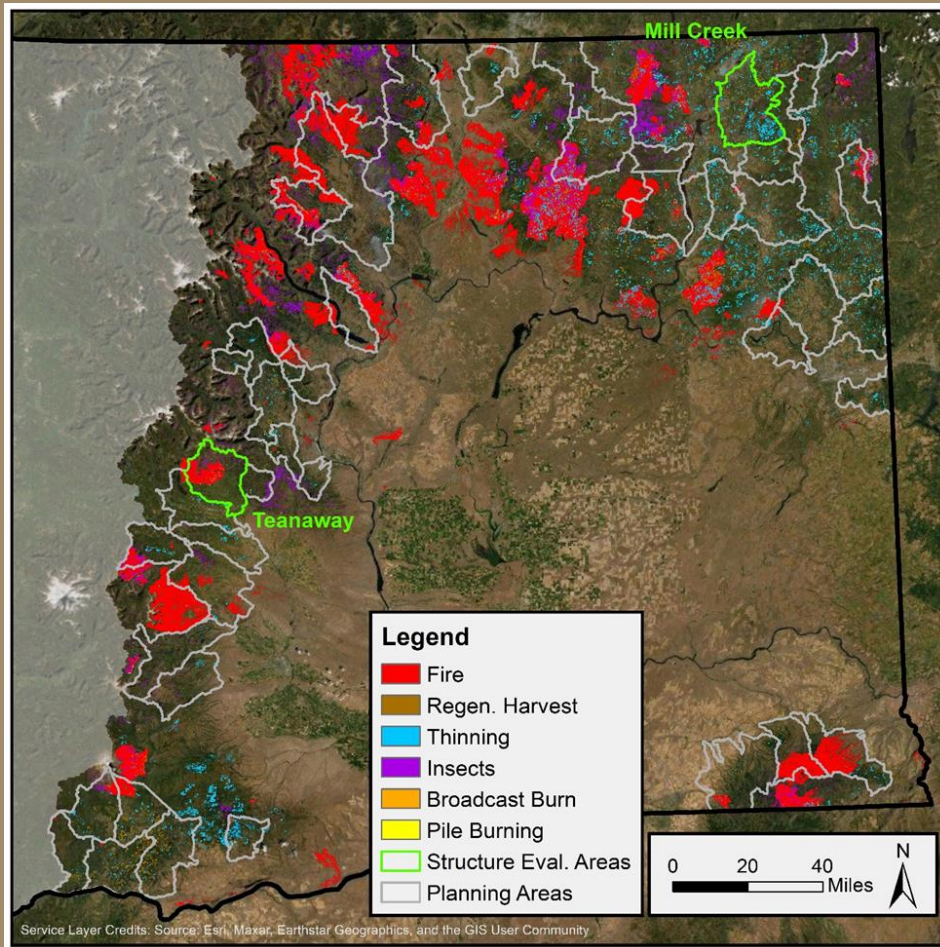 Mill Creek
Teanaway
Legend
Fire
Regen. Harvest
Thinning
Insects
Broadcast Burn
Pile Burning
Structure Eval. Areas
Planning Areas
N
0 20 40
Miles
Service Layer Credits: Source: Esri, Maxar, Earthstar Geographics, and the GIS User Community